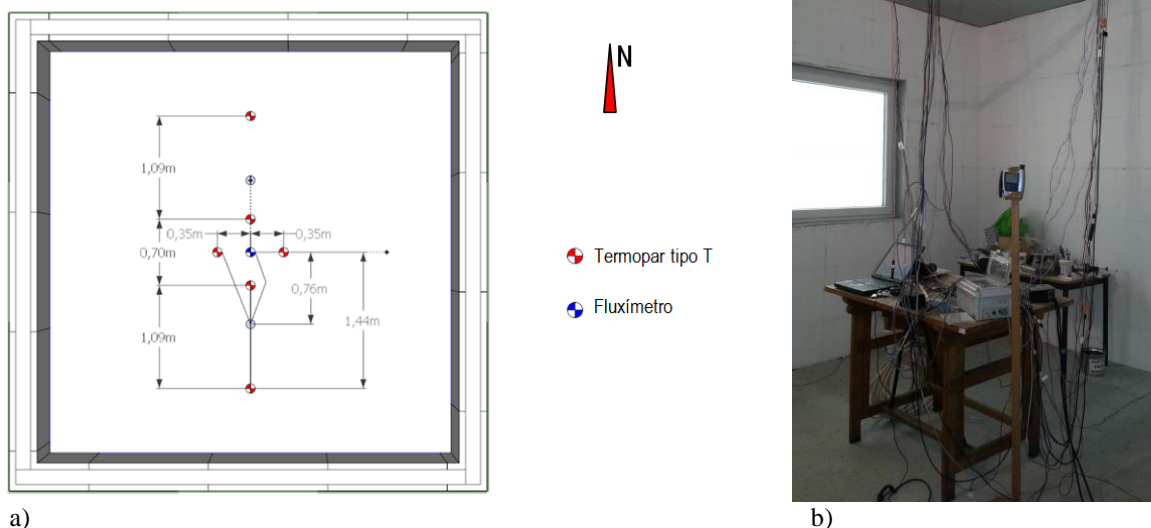 N
1,09m
0,35m
0,35m
0,70m
0,76m
1,44m
1,09m
Termopar tipo T
Fluxímetro
a)
b)